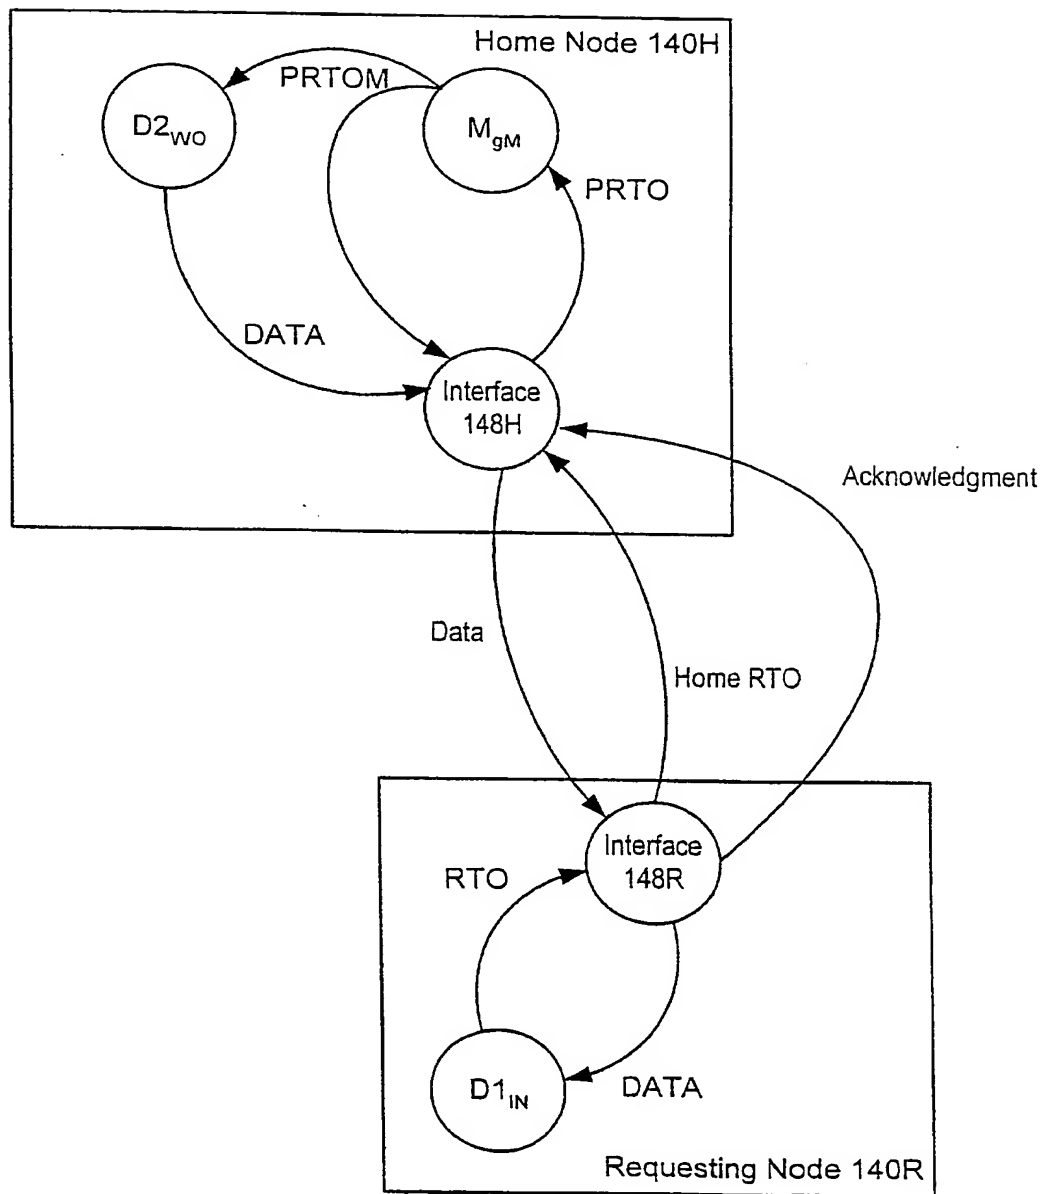 Home Node 140H
PRTOM
D2WO
MgM
PRTO
DATA
Interface
148H
Acknowledgment
Data
Home RTO
Interface
148R
RTO
D1IN
DATA
Requesting Node 140R